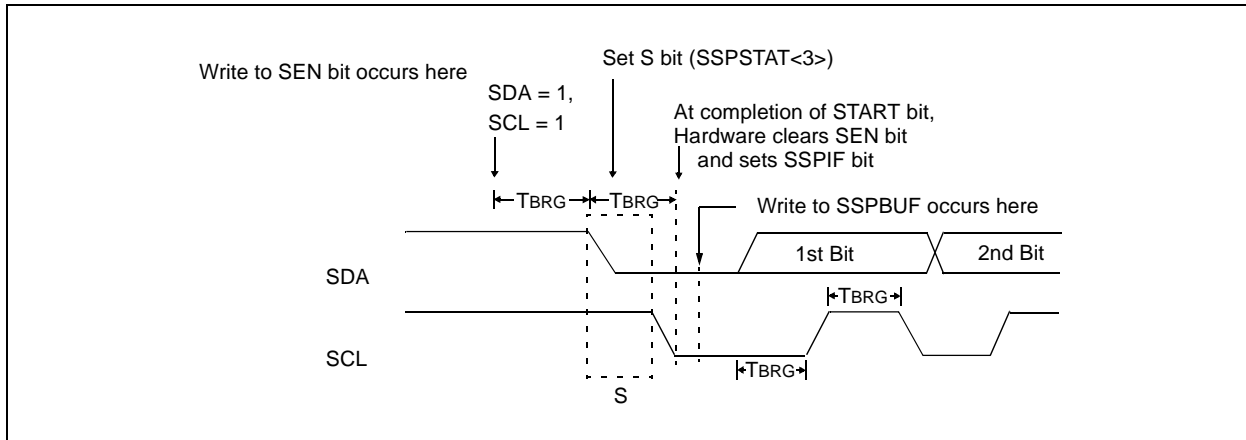 Write to SEN bit occurs here
Set S bit (SSPSTAT<3>)
SDA = 1,
SCL = 1
At completion of START bit,
Hardware clears SEN bit
and sets SSPIF bit
TBRG
TBRG
Write to SSPBUF occurs here
SDA
1st Bit
2nd Bit
TBRG
SCL
TBRG
S